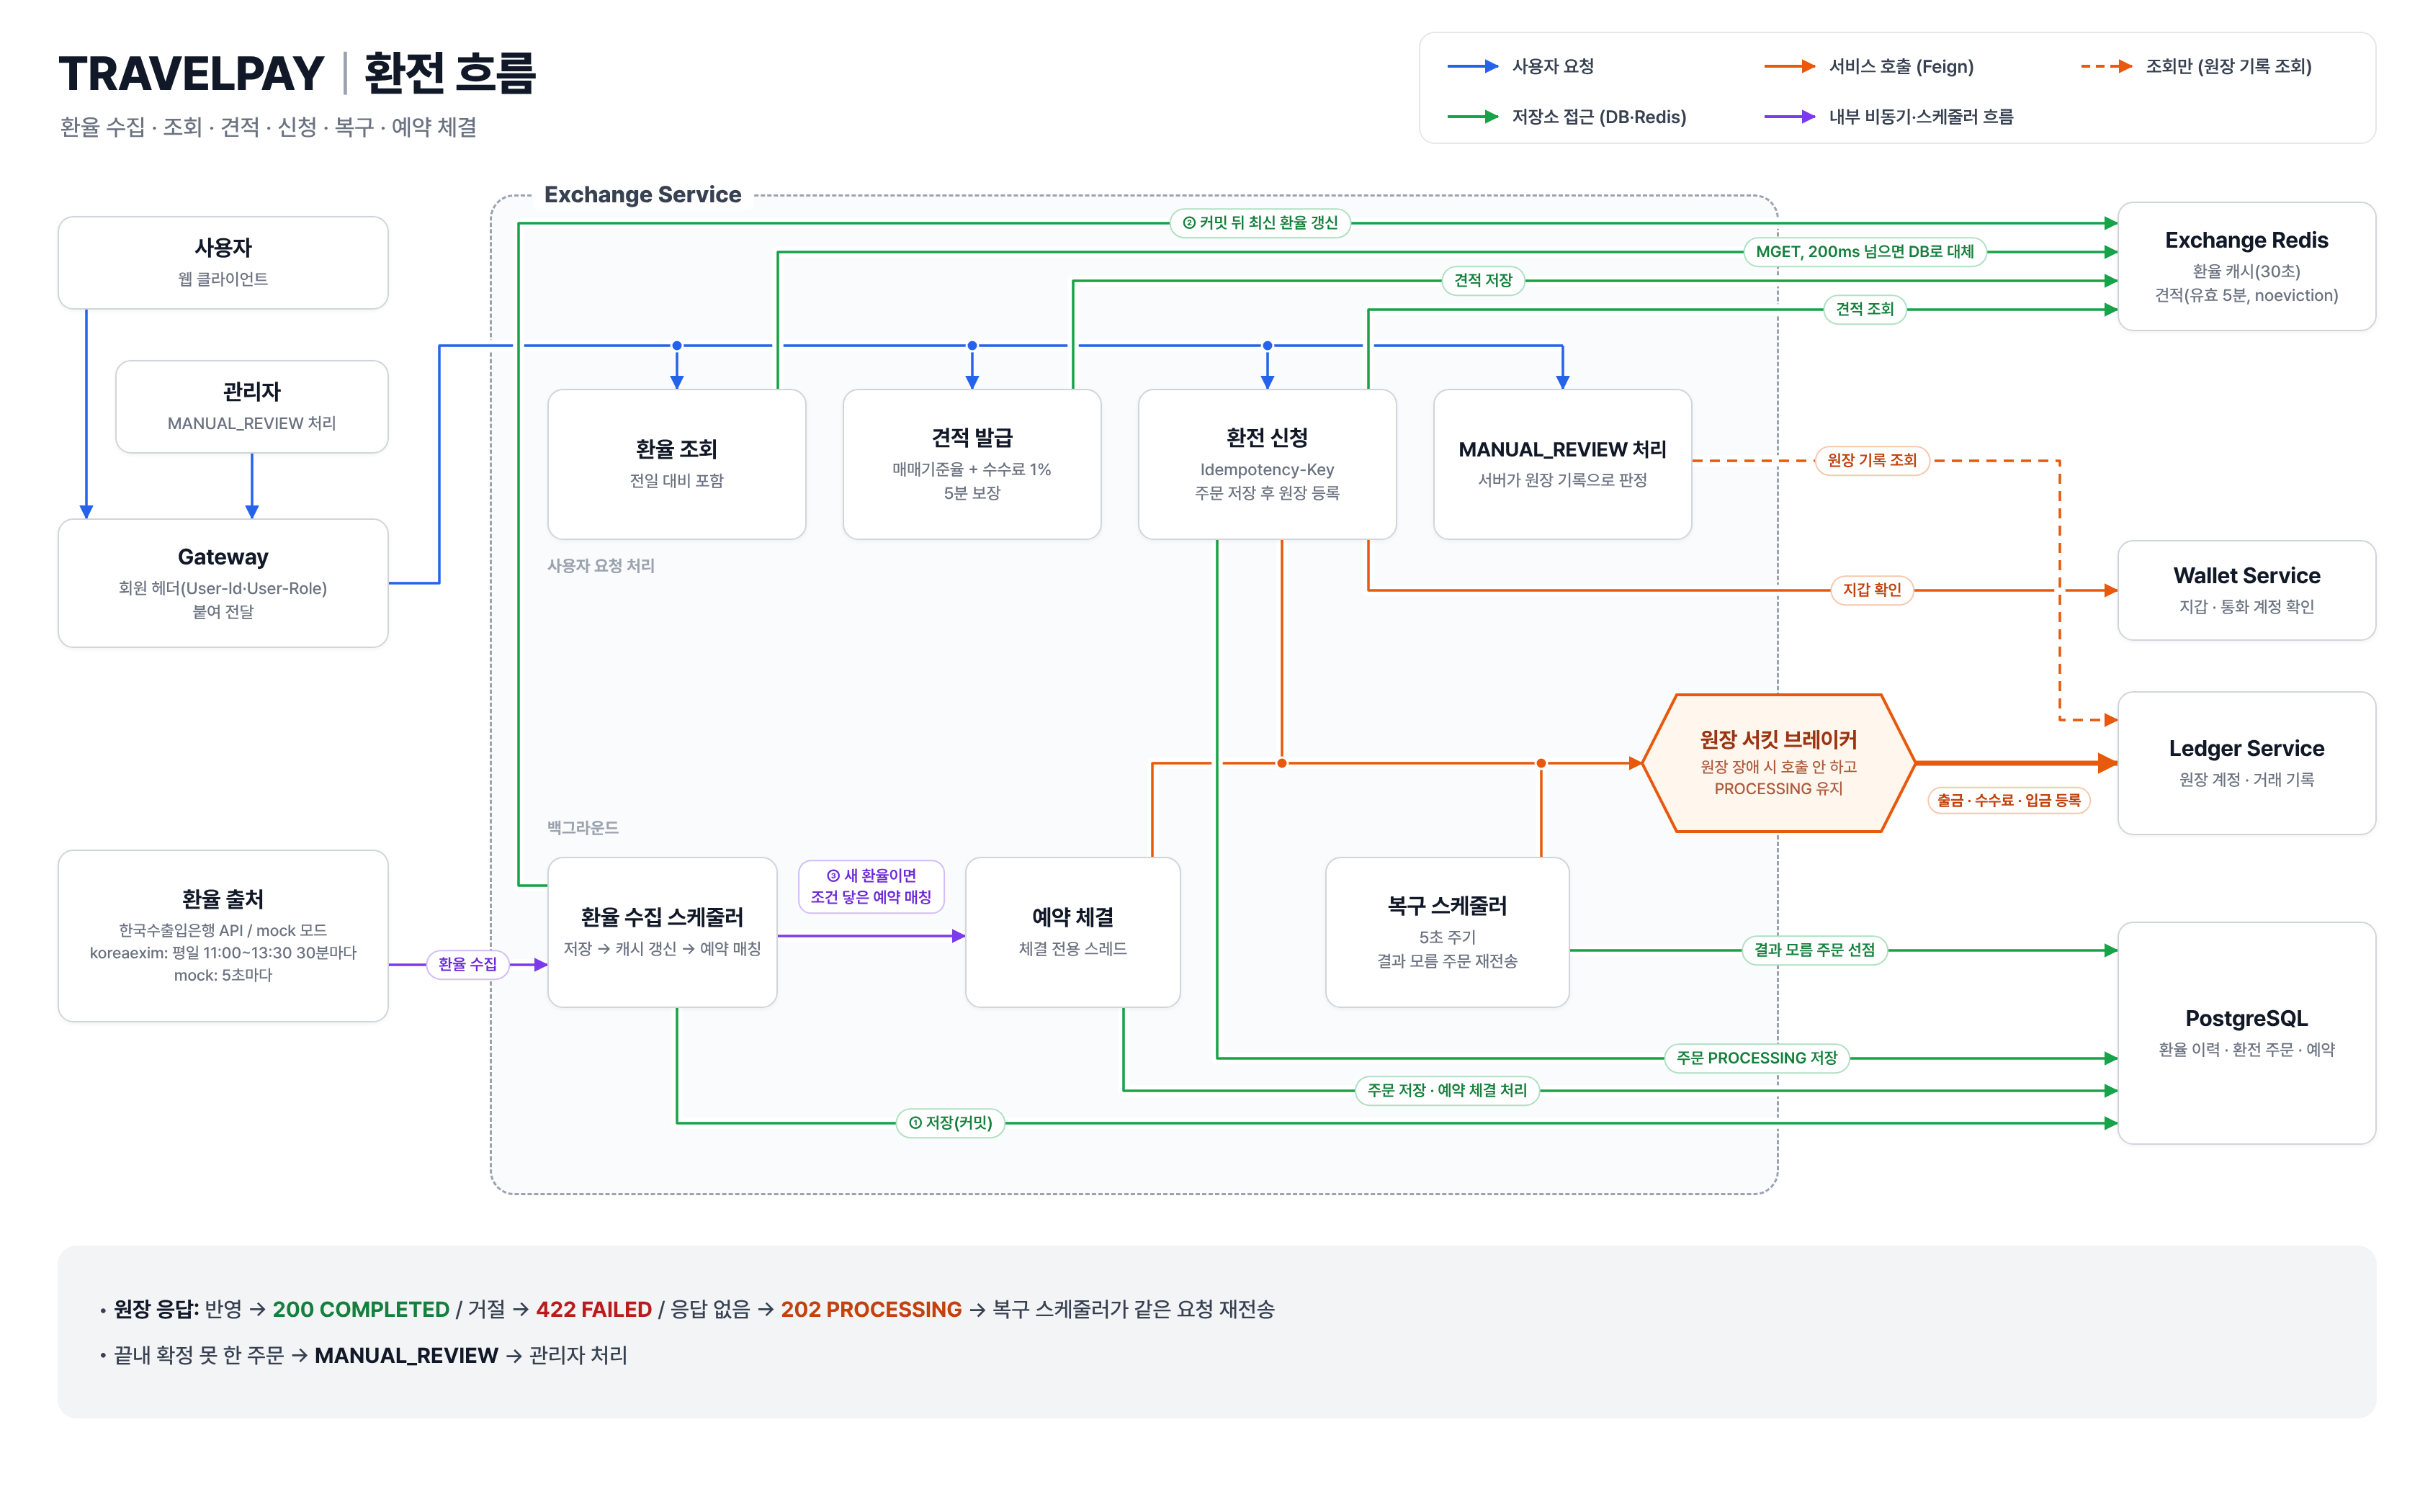 TRAVELPAY | 환전 흐름
환율 수집 · 조회 · 견적 · 신청 · 복구 · 예약 체결
사용자 요청
서비스 호출 (Feign)
조회만 (원장 기록 조회)
저장소 접근 (DB·Redis)
내부 비동기·스케줄러 흐름
Exchange Service
사용자
웹 클라이언트
관리자
MANUAL_REVIEW 처리
Gateway
회원 헤더(User-Id·User-Role)
붙여 전달
② 커밋 뒤 최신 환율 갱신
MGET, 200ms 넘으면 DB로 대체
견적 저장
견적 조회
Exchange Redis
환율 캐시(30초)
견적(유효 5분, noeviction)
환율 조회
전일 대비 포함
견적 발급
매매기준율 + 수수료 1%
5분 보장
환전 신청
Idempotency-Key
주문 저장 후 원장 등록
MANUAL_REVIEW 처리
서버가 원장 기록으로 판정
원장 기록 조회
사용자 요청 처리
지갑 확인
Wallet Service
지갑 · 통화 계정 확인
원장 서킷 브레이커
원장 장애 시 호출 안 하고
PROCESSING 유지
출금 · 수수료 · 입금 등록
Ledger Service
원장 계정 · 거래 기록
백그라운드
환율 출처
한국수출입은행 API / mock 모드
koreaexim: 평일 11:00~13:30 30분마다
mock: 5초마다
환율 수집
환율 수집 스케줄러
저장 → 캐시 갱신 → 예약 매칭
③ 새 환율이면
조건 닿은 예약 매칭
예약 체결
체결 전용 스레드
복구 스케줄러
5초 주기
결과 모름 주문 재전송
결과 모름 주문 선점
주문 PROCESSING 저장
주문 저장 · 예약 체결 처리
① 저장(커밋)
PostgreSQL
환율 이력 · 환전 주문 · 예약
• 원장 응답: 반영 → 200 COMPLETED / 거절 → 422 FAILED / 응답 없음 → 202 PROCESSING → 복구 스케줄러가 같은 요청 재전송
• 끝내 확정 못 한 주문 → MANUAL_REVIEW → 관리자 처리